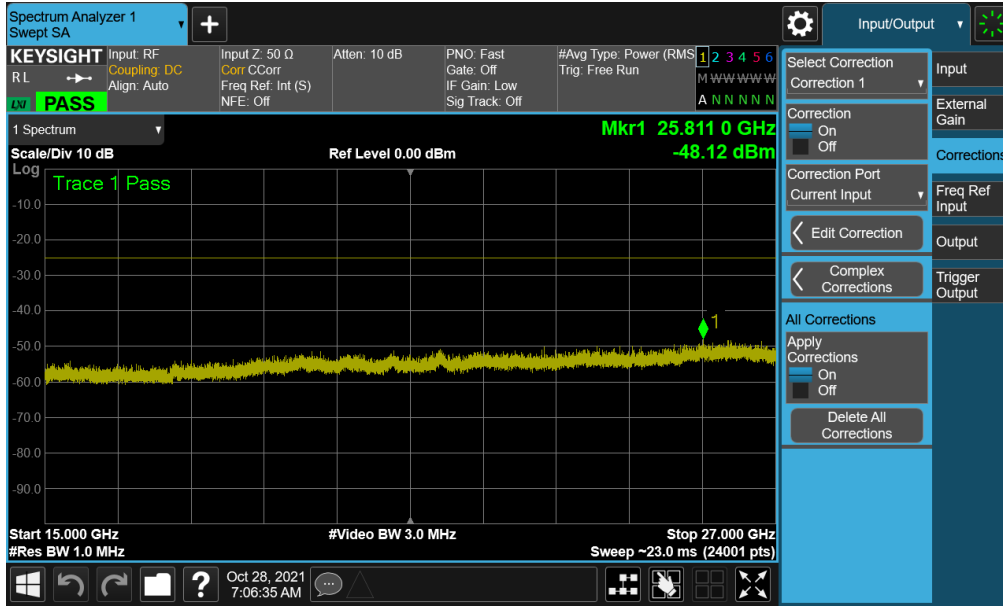 Spectrum Analyzer 1
Swept SA
Input/Output
KEYSIGHT
RL
LXI PASS
Input: RF
Coupling: DC
Align: Auto
Input Z: 50 Ω
Corr CCorr
Freq Ref: Int (S)
NFE: Off
Atten: 10 dB
PNO: Fast
Gate: Off
IF Gain: Low
Sig Track: Off
#Avg Type: Power (RMS
Trig: Free Run
1 2 3 4 5 6
M W W W W W
A N N N N N
1 Spectrum
Scale/Div 10 dB
Ref Level 0.00 dBm
Mkr1 25.811 0 GHz
-48.12 dBm
Log
Trace 1 Pass
-10.0
-20.0
-30.0
-40.0
-50.0
-60.0
-70.0
-80.0
-90.0
1
Start 15.000 GHz
#Res BW 1.0 MHz
#Video BW 3.0 MHz
Stop 27.000 GHz
Sweep ~23.0 ms (24001 pts)
?
Oct 28, 2021
7:06:35 AM
Select Correction
Correction 1
Correction
On
Off
Correction Port
Current Input
Edit Correction
Complex
Corrections
All Corrections
Apply
Corrections
On
Off
Delete All
Corrections
Input
External
Gain
Corrections
Freq Ref
Input
Output
Trigger
Output